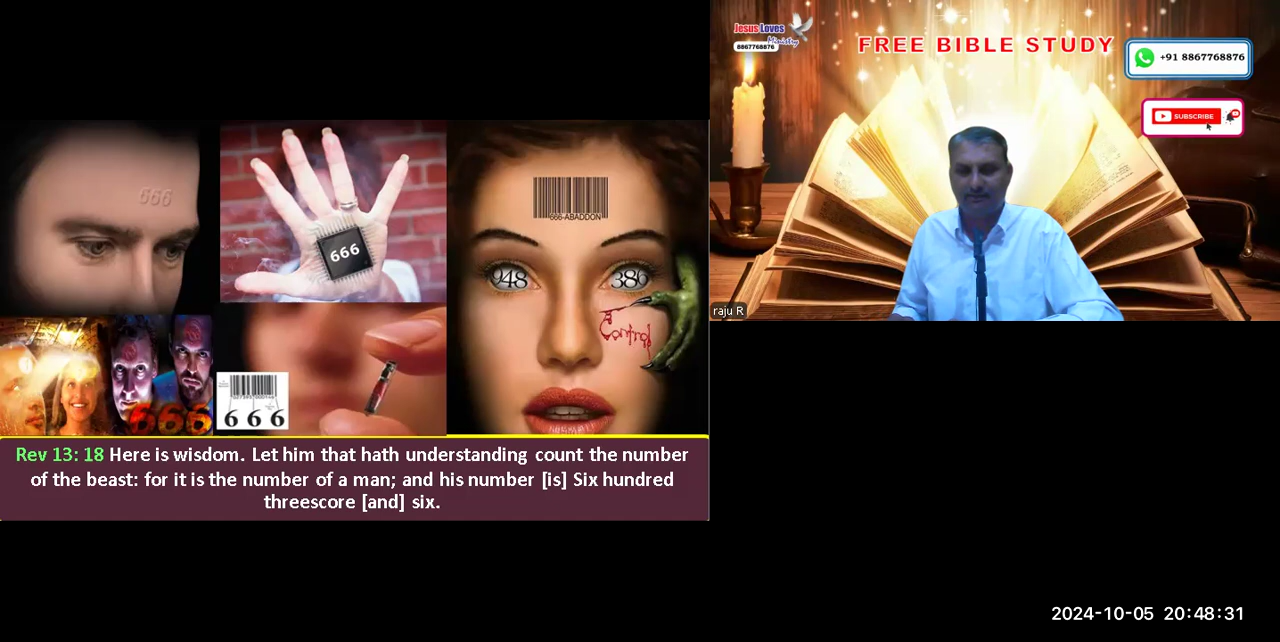 666
666
666-ABADDON
948
386
Control
666
666
Rev 13: 18 Here is wisdom. Let him that hath understanding count the number
of the beast: for it is the number of a man; and his number [is] Six hundred
threescore [and] six.
Jesus Loves
Ministry
8867768876
FREE BIBLE STUDY
+91 8867768876
SUBSCRIBE
raju R
2024-10-05 20:48:31